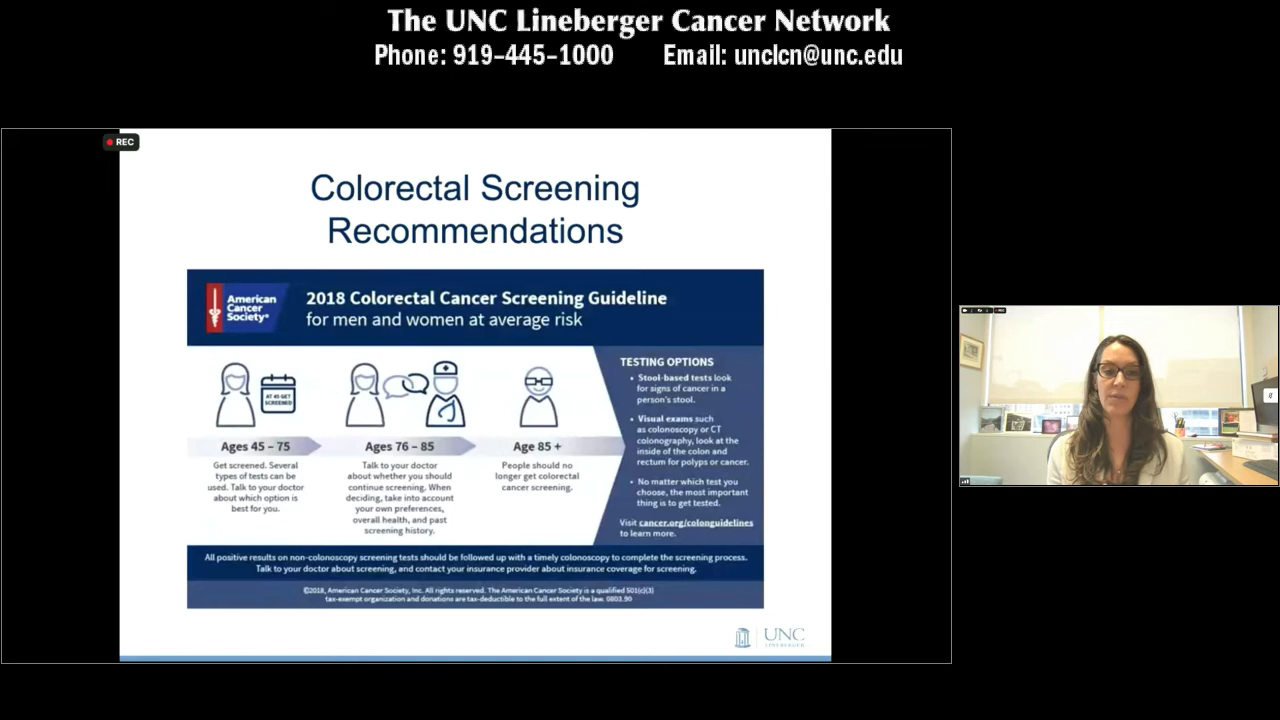 The UNC Lineberger Cancer Network
Phone: 919-445-1000 Email: unclcn@unc.edu
REC
Colorectal Screening
Recommendations
American
Cancer
Society®
2018 Colorectal Cancer Screening Guideline
for men and women at average risk
AT 45 GET
SCREENED
Ages 45 – 75
Get screened. Several
types of tests can be
used. Talk to your doctor
about which option is
best for you.
Ages 76 – 85
Talk to your doctor
about whether you should
continue screening. When
deciding, take into account
your own preferences,
overall health, and past
screening history.
Age 85 +
People should no
longer get colorectal
cancer screening.
TESTING OPTIONS
• Stool-based tests look
for signs of cancer in a
person's stool.
• Visual exams such
as colonoscopy or CT
colonography, look at the
inside of the colon and
rectum for polyps or cancer.
• No matter which test you
choose, the most important
thing is to get tested.
Visit cancer.org/colonguidelines
to learn more.
All positive results on non-colonoscopy screening tests should be followed up with a timely colonoscopy to complete the screening process.
Talk to your doctor about screening, and contact your insurance provider about insurance coverage for screening.
©2018, American Cancer Society, Inc. All rights reserved. The American Cancer Society is a qualified 501(c)(3)
tax-exempt organization and donations are tax-deductible to the full extent of the law. 0803.90
UNC
LINEBERGER